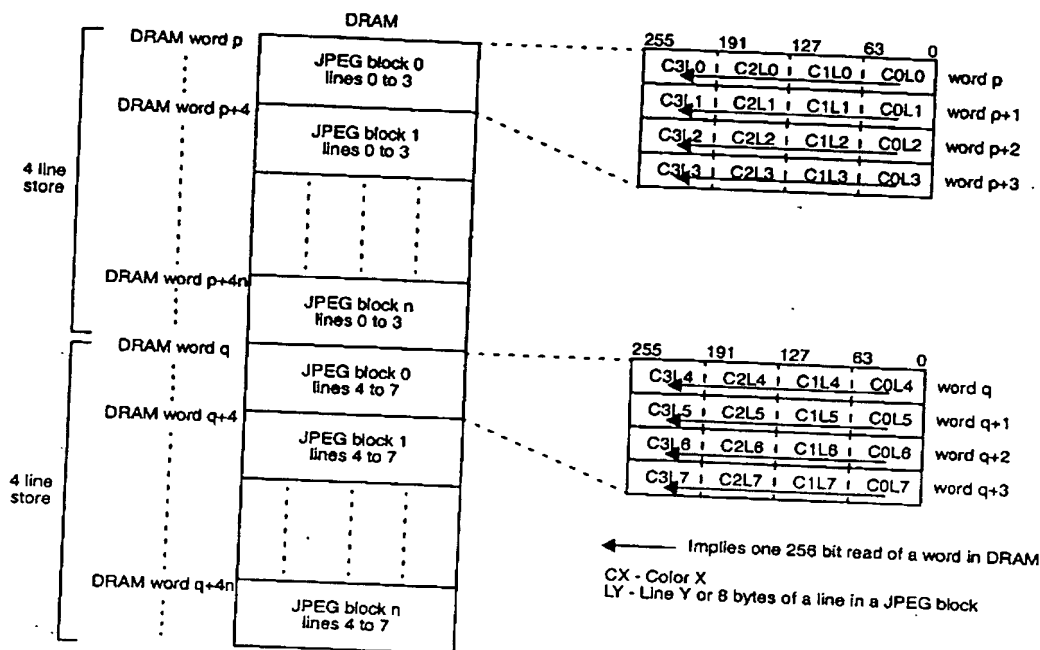 DRAM
DRAM word p
JPEG block 0
lines 0 to 3
DRAM word p+4
JPEG block 1
lines 0 to 3
4 line
store
DRAM word p+4n
JPEG block n
lines 0 to 3
DRAM word q
JPEG block 0
lines 4 to 7
DRAM word q+4
JPEG block 1
lines 4 to 7
4 line
store
DRAM word q+4n
JPEG block n
lines 4 to 7
255 191 127 63 0
C3L0 C2L0 C1L0 C0L0 word p
C3L1 C2L1 C1L1 C0L1 word p+1
C3L2 C2L2 C1L2 C0L2 word p+2
C3L3 C2L3 C1L3 C0L3 word p+3
255 191 127 63 0
C3L4 C2L4 C1L4 C0L4 word q
C3L5 C2L5 C1L5 C0L5 word q+1
C3L6 C2L6 C1L6 C0L6 word q+2
C3L7 C2L7 C1L7 C0L7 word q+3
Implies one 256 bit read of a word in DRAM
CX - Color X
LY - Line Y or 8 bytes of a line in a JPEG block